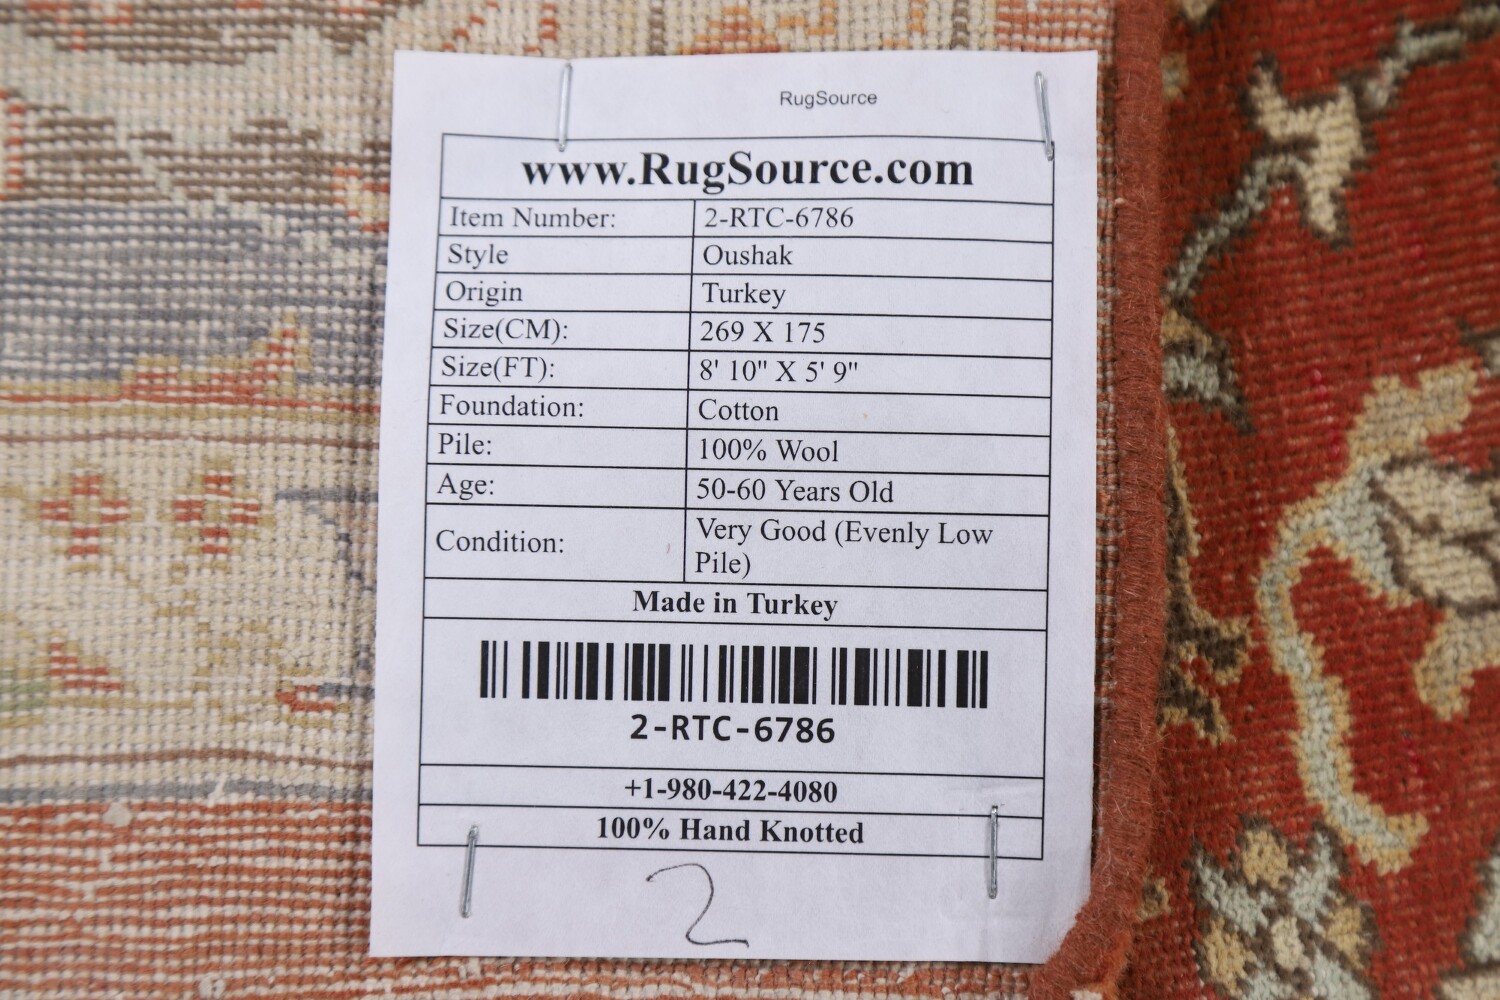 RugSource
www.RugSource.com
Item Number: 2-RTC-6786
Style Oushak
Origin Turkey
Size(CM): 269 X 175
Size(FT): 8' 10" X 5' 9"
Foundation: Cotton
Pile: 100% Wool
Age: 50-60 Years Old
Condition: Very Good (Evenly Low
Pile)
Made in Turkey
2-RTC-6786
+1-980-422-4080
100% Hand Knotted
2